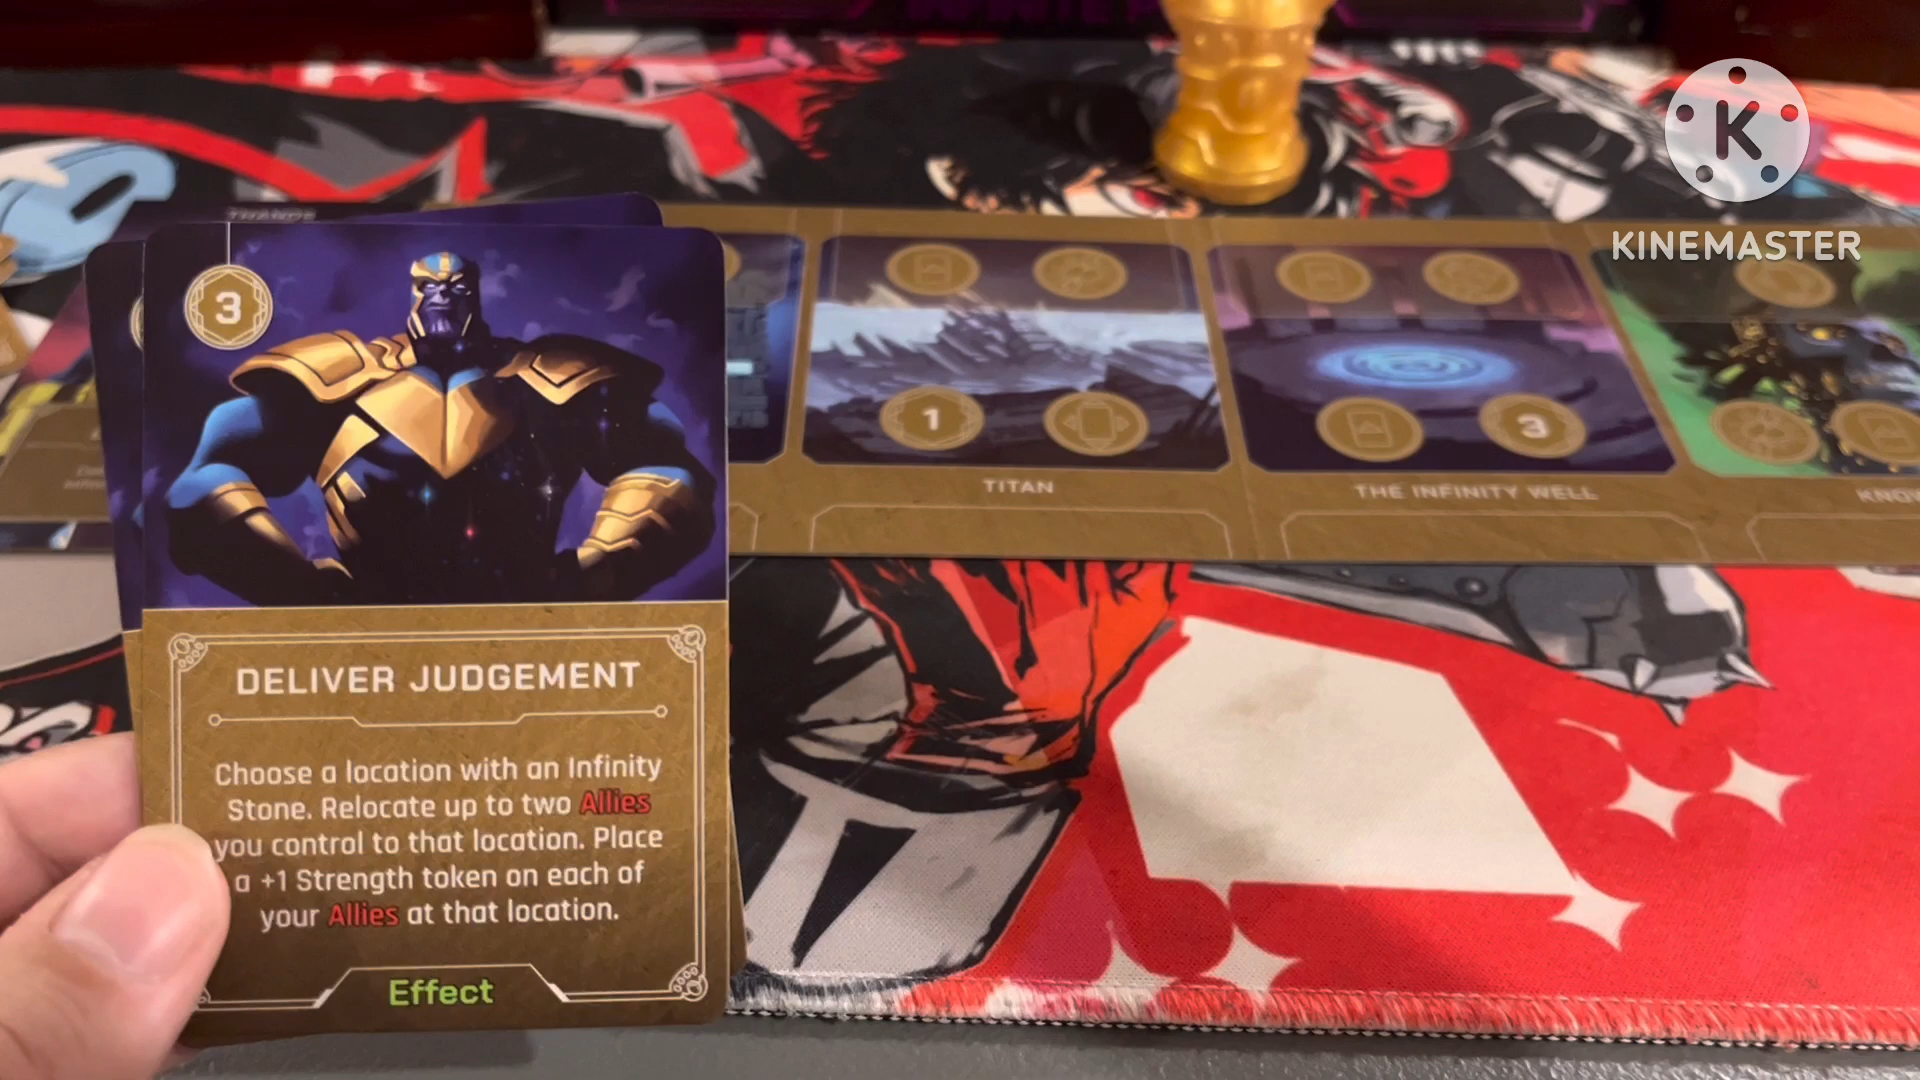 K
KINEMASTER
THANOS
3
1
3
TITAN
THE INFINITY WELL
DELIVER JUDGEMENT
Choose a location with an Infinity
Stone. Relocate up to two Allies
you control to that location. Place
a +1 Strength token on each of
your Allies at that location.
Effect